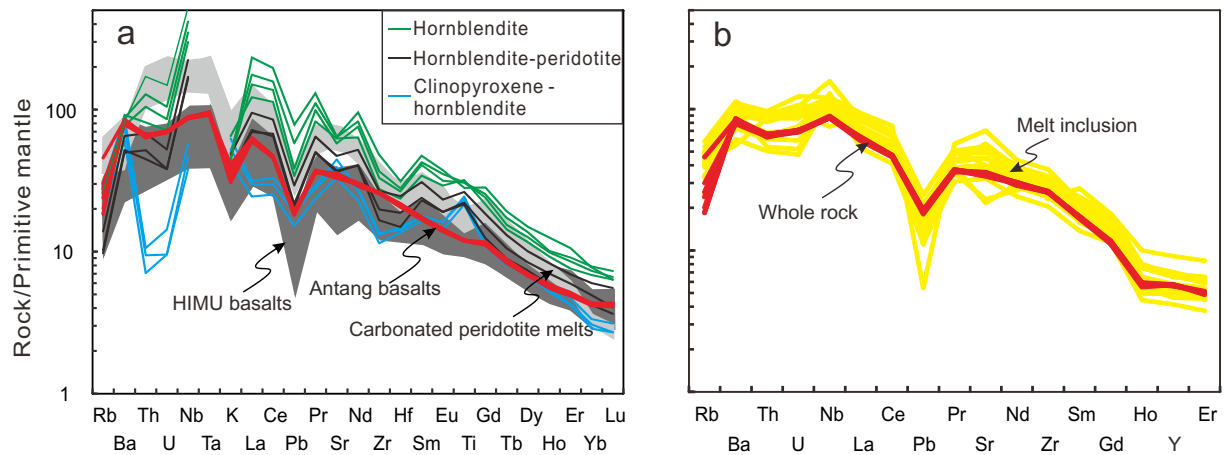 a
Hornblendite
Hornblendite-peridotite
Clinopyroxene -
hornblendite
Rock/Primitive mantle
100
10
1
HIMU basalts
Antang basalts
Carbonated peridotite melts
Rb Th Nb K Ce Pr Nd Hf Eu Gd Dy Er Lu
Ba U Ta La Pb Sr Zr Sm Ti Tb Ho Yb
b
Melt inclusion
Whole rock
Rb Th Nb Ce Pr Nd Sm Ho Er
Ba U La Pb Sr Zr Gd Y